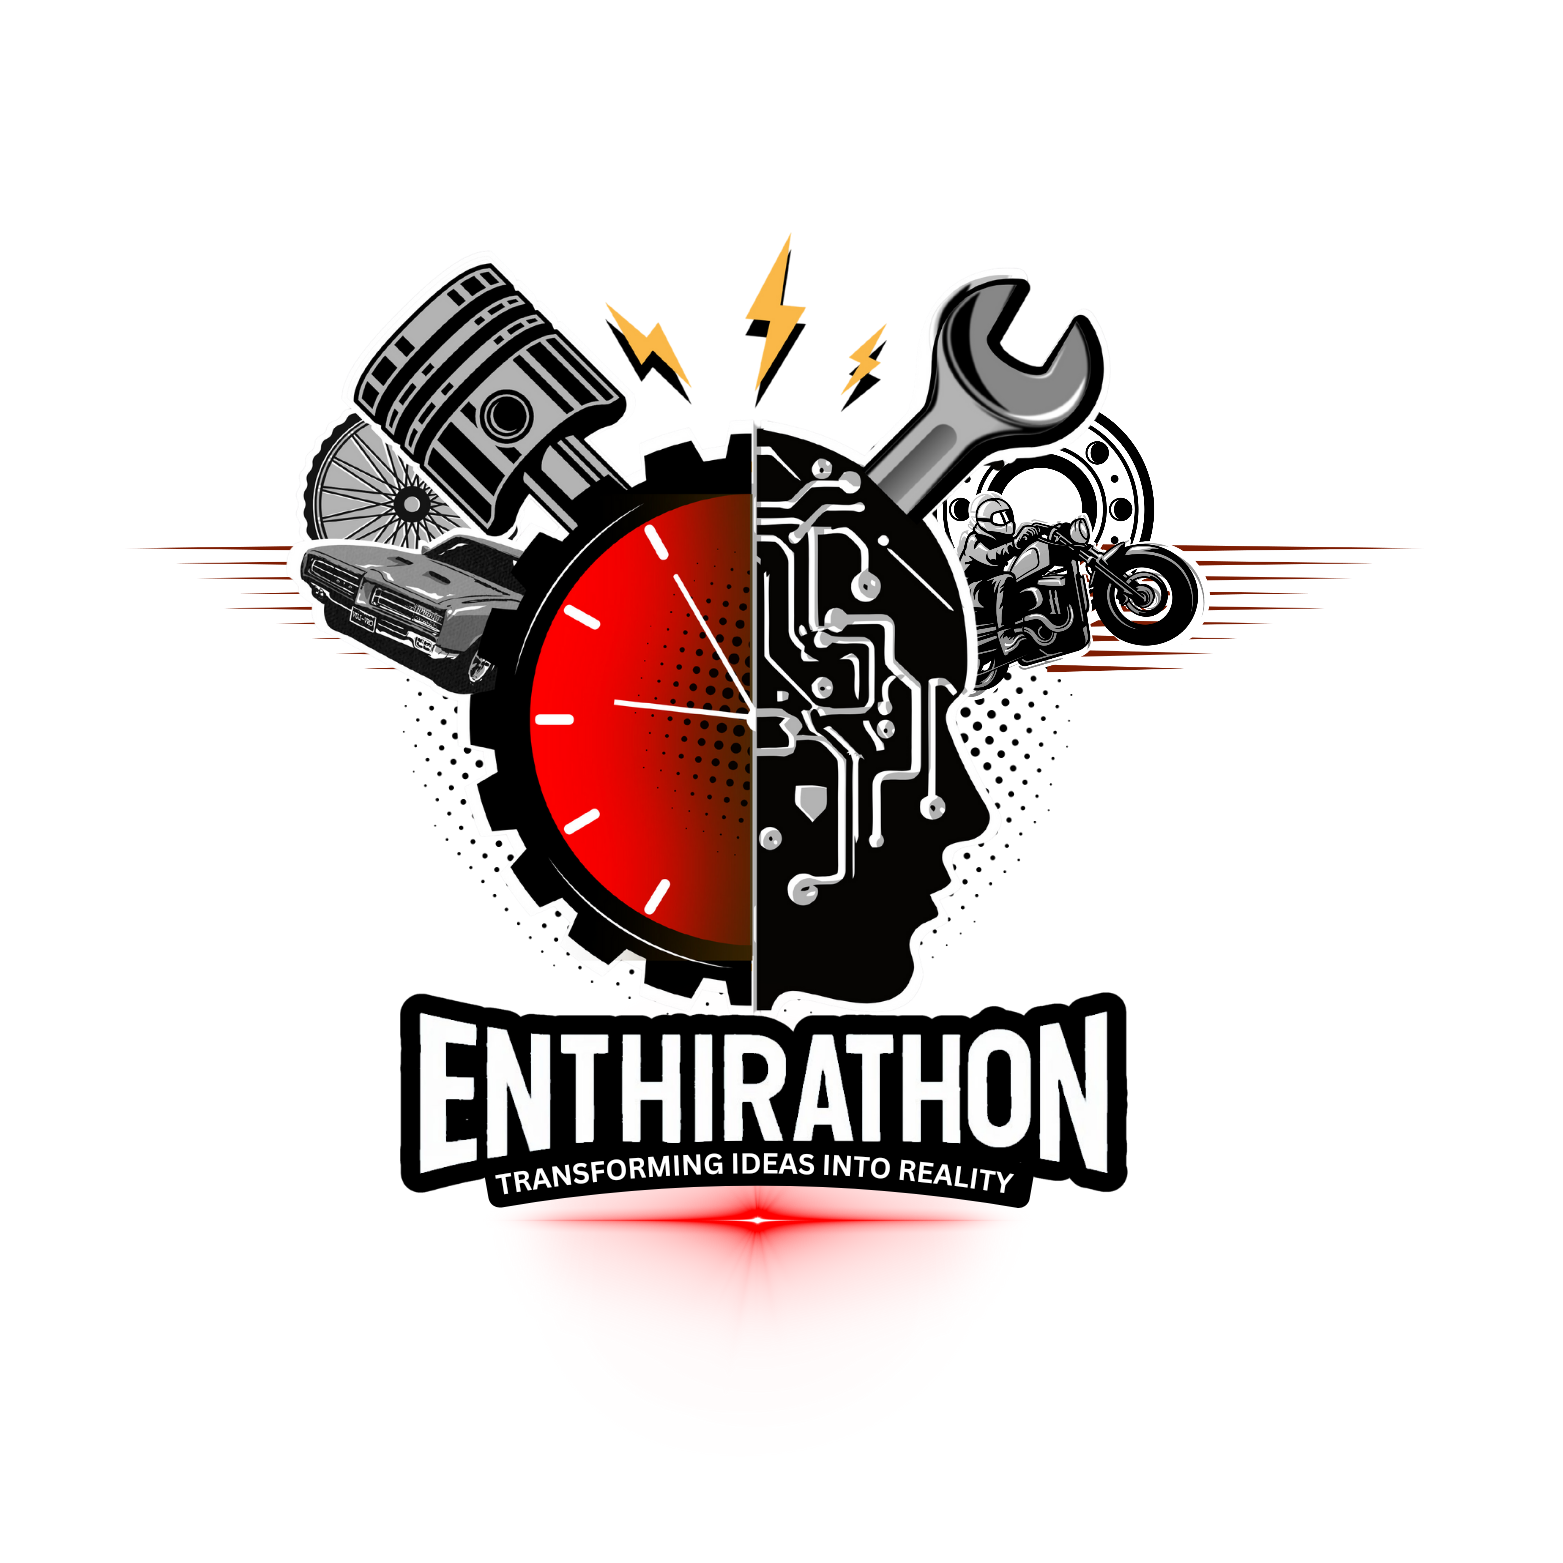 ENTHIRATHON
TRANSFORMING IDEAS INTO REALITY